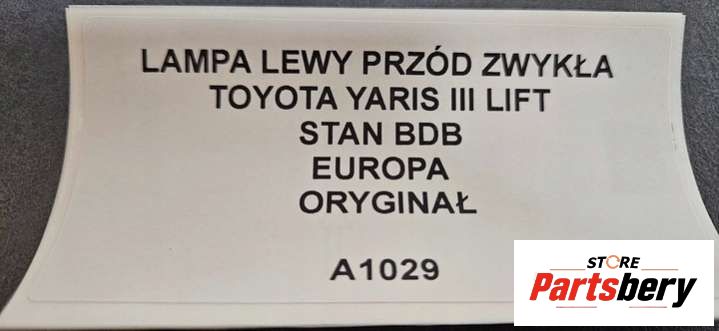 LAMPA LEWY PRZÓD ZWYKŁA
TOYOTA YARIS III LIFT
STAN BDB
EUROPA
ORYGINAŁ
A1029
STORE
Partsbery